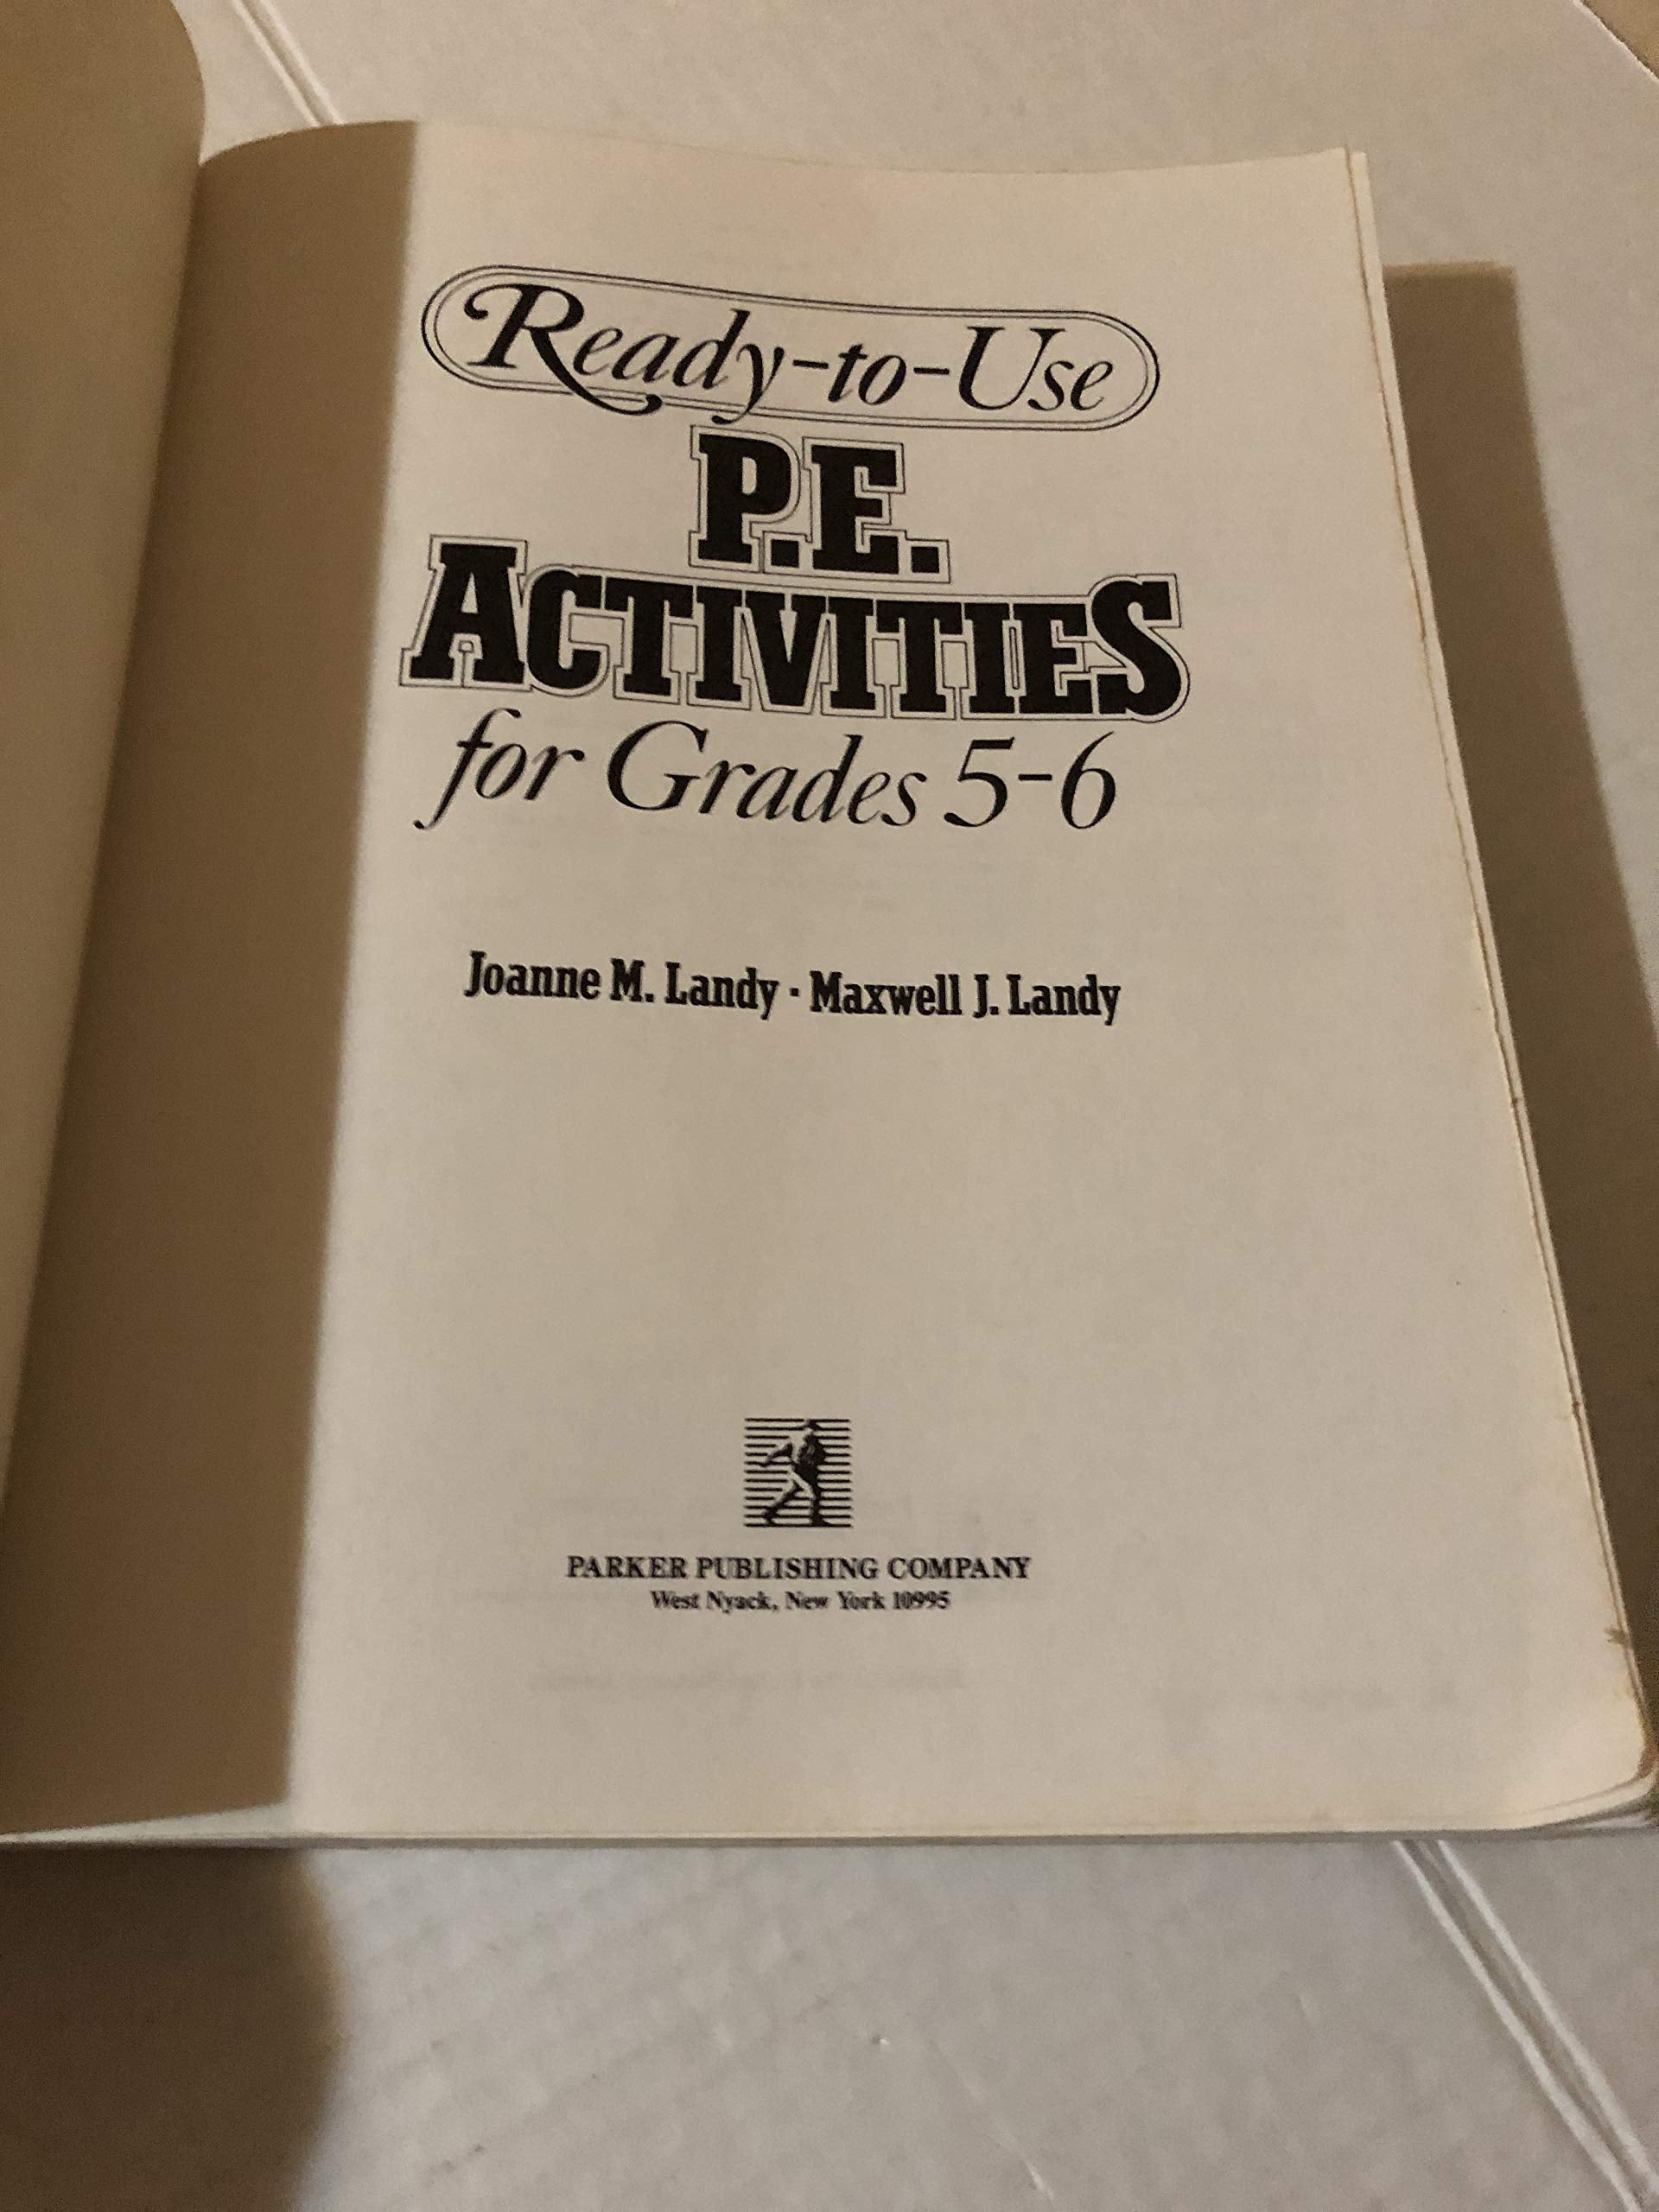 Ready-to-Use
P.E.
ACTIVITIES
for Grades 5-6
Joanne M. Landy · Maxwell J. Landy
PARKER PUBLISHING COMPANY
West Nyack, New York 10995